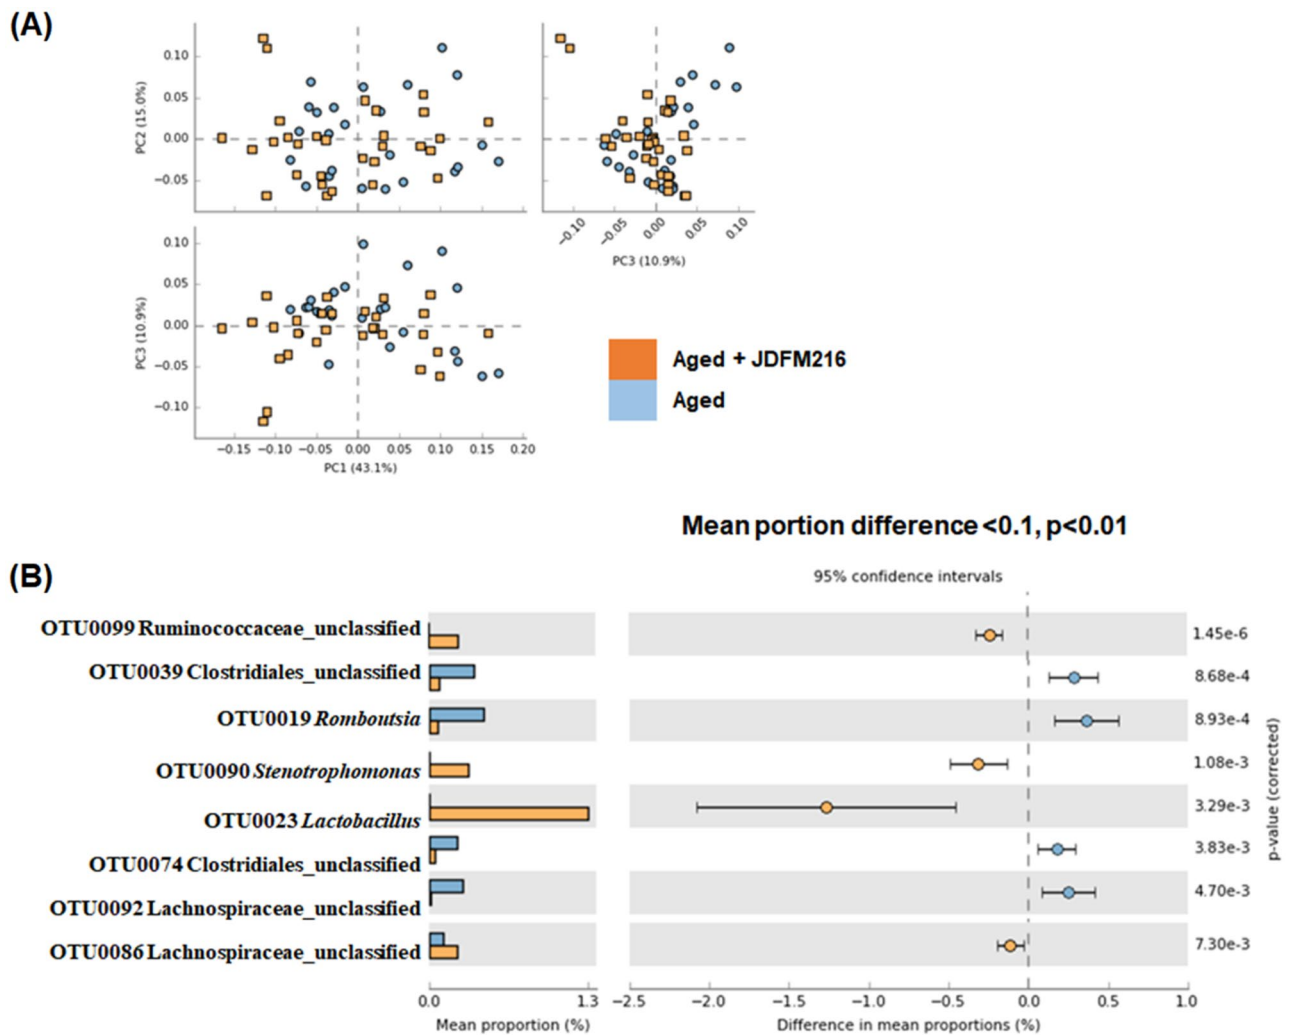 (A)
0.10
0.05
0.00
−0.05
PC2 (15.0%)
−0.10
−0.05
0.00
0.05
0.10
PC3 (10.9%)
0.10
0.05
0.00
−0.05
−0.10
PC3 (10.9%)
−0.15
−0.10
−0.05
0.00
0.05
0.10
0.15
0.20
PC1 (43.1%)
Aged + JDFM216
Aged
Mean portion difference <0.1, p<0.01
(B)
95% confidence intervals
OTU0099 Ruminococcaceae_unclassified
1.45e-6
OTU0039 Clostridiales_unclassified
8.68e-4
OTU0019 Romboutsia
8.93e-4
OTU0090 Stenotrophomonas
1.08e-3
OTU0023 Lactobacillus
3.29e-3
OTU0074 Clostridiales_unclassified
3.83e-3
OTU0092 Lachnospiraceae_unclassified
4.70e-3
OTU0086 Lachnospiraceae_unclassified
7.30e-3
p-value (corrected)
0.0
1.3
Mean proportion (%)
−2.5
−2.0
−1.5
−1.0
−0.5
0.0
0.5
1.0
Difference in mean proportions (%)